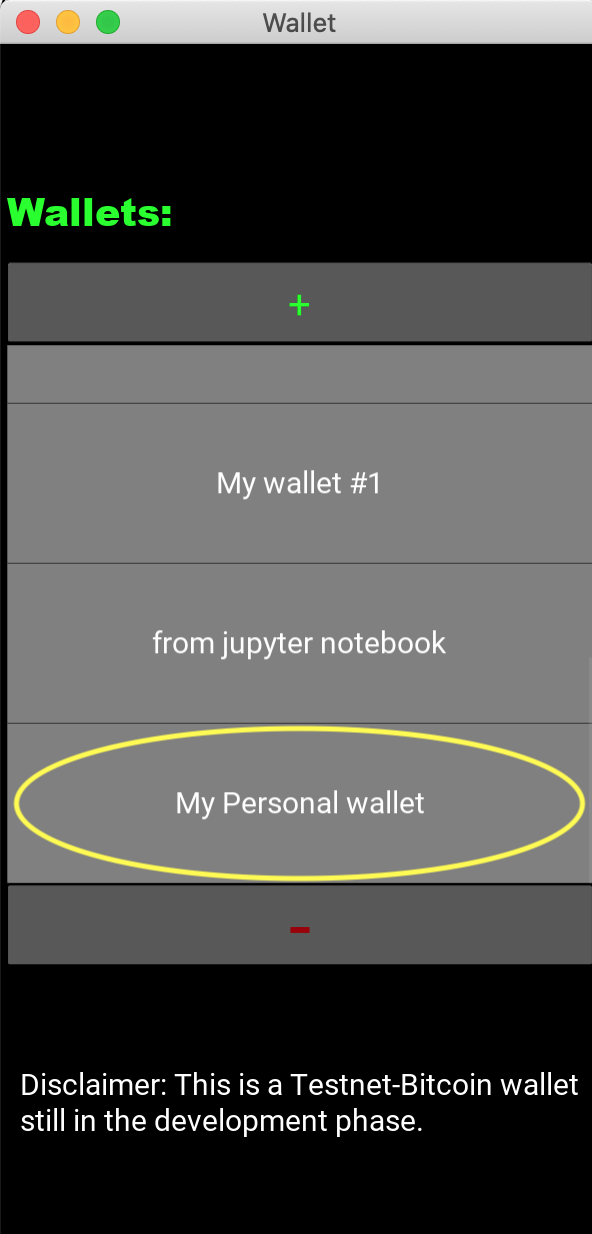 Wallet
Wallets:
+
My wallet #1
from jupyter notebook
My Personal wallet
-
Disclaimer: This is a Testnet-Bitcoin wallet
still in the development phase.